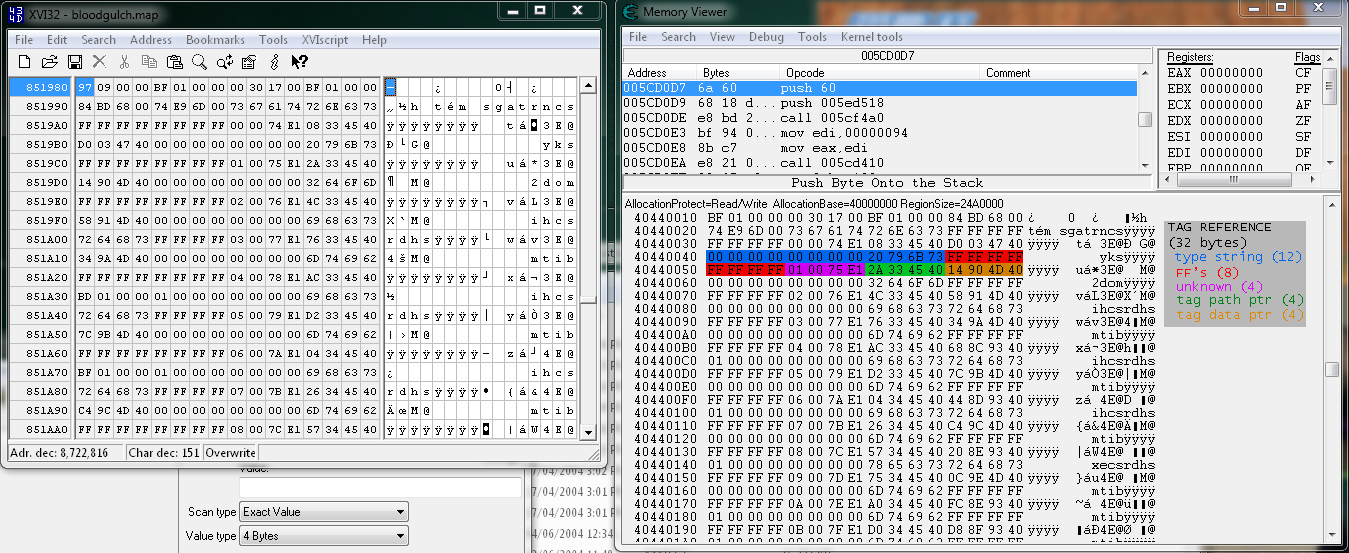 XVI32 - bloodgulch.map
File Edit Search Address Bookmarks Tools XVIscript Help
851980 97 09 00 00 BF 01 00 00 00 30 17 00 BF 01 00 00 — ¿ 0 ┤ ¿
851990 84 BD 68 00 74 E9 6D 00 73 67 61 74 72 6E 63 73 „ ½ h t é m s g a t r n c s
8519A0 FF FF FF FF FF FF FF FF 00 00 74 E1 08 33 45 40 ÿ ÿ ÿ ÿ ÿ ÿ ÿ ÿ t á ◘ 3 E @
8519B0 D0 03 47 40 00 00 00 00 00 00 00 00 20 79 6B 73 Ð └ G @ y k s
8519C0 FF FF FF FF FF FF FF FF 01 00 75 E1 2A 33 45 40 ÿ ÿ ÿ ÿ ÿ ÿ ÿ ÿ u á * 3 E @
8519D0 14 90 4D 40 00 00 00 00 00 00 00 00 32 64 6F 6D ¶ M @ 2 d o m
8519E0 FF FF FF FF FF FF FF FF 02 00 76 E1 4C 33 45 40 ÿ ÿ ÿ ÿ ÿ ÿ ÿ ÿ v á L 3 E @
8519F0 58 91 4D 40 00 00 00 00 00 00 00 00 69 68 63 73 X ` M @ i h c s
851A00 72 64 68 73 FF FF FF FF 03 00 77 E1 76 33 45 40 r d h s ÿ ÿ ÿ ÿ └ w á v 3 E @
851A10 34 9A 4D 40 00 00 00 00 00 00 00 00 6D 74 69 62 4 š M @ m t i b
851A20 FF FF FF FF FF FF FF FF 04 00 78 E1 AC 33 45 40 ÿ ÿ ÿ ÿ ÿ ÿ ÿ ÿ ┘ x á ¬ 3 E @
851A30 BD 01 00 00 00 00 00 00 00 00 00 00 69 68 63 73 ½ i h c s
851A40 72 64 68 73 FF FF FF FF 05 00 79 E1 D2 33 45 40 r d h s ÿ ÿ ÿ ÿ | y á Ò 3 E @
851A50 7C 9B 4D 40 00 00 00 00 00 00 00 00 6D 74 69 62 | › M @ m t i b
851A60 FF FF FF FF FF FF FF FF 06 00 7A E1 04 34 45 40 ÿ ÿ ÿ ÿ ÿ ÿ ÿ ÿ - z á ┘ 4 E @
851A70 BF 01 00 00 00 00 00 00 00 00 00 00 69 68 63 73 ¿ i h c s
851A80 72 64 68 73 FF FF FF FF 07 00 7B E1 26 34 45 40 r d h s ÿ ÿ ÿ ÿ • { á & 4 E @
851A90 C4 9C 4D 40 00 00 00 00 00 00 00 00 6D 74 69 62 Ä œ M @ m t i b
851AA0 FF FF FF FF FF FF FF FF 08 00 7C E1 57 34 45 40 ÿ ÿ ÿ ÿ ÿ ÿ ÿ ÿ ◘ | á W 4 E @
Adr. dec: 8,722,816 Char dec: 151 Overwrite
Value:
Scan type Exact Value
Value type 4 Bytes
7/04/2004 3:02 P
7/04/2004 3:01 P
7/04/2004 3:01 P
4/06/2004 12:34
Memory Viewer
File Search View Debug Tools Kernel tools
005CD0D7
Address Bytes Opcode Comment
005CD0D7 6a 60 push 60
005CD0D9 68 18 d... push 005ed518
005CD0DE e8 bd 2... call 005cf4a0
005CD0E3 bf 94 0... mov edi,00000094
005CD0E8 8b c7 mov eax,edi
005CD0EA e8 21 0... call 005cd410
Push Byte Onto the Stack
Registers: Flags
EAX 00000000 CF
EBX 00000000 PF
ECX 00000000 AF
EDX 00000000 ZF
ESI 00000000 SF
EDI 00000000 DF
EBP 00000000 OF
AllocationProtect=Read/Write AllocationBase=40000000 RegionSize=24A0000
40440010 BF 01 00 00 00 30 17 00 BF 01 00 00 84 BD 68 00 ¿ 0 ¿ ▮½h
40440020 74 E9 6D 00 73 67 61 74 72 6E 63 73 FF FF FF FF tém sgatrncsÿÿÿÿ
40440030 FF FF FF FF 00 00 74 E1 08 33 45 40 D0 03 47 40 ÿÿÿÿ tá 3E@Ð G@
40440040 00 00 00 00 00 00 00 00 20 79 6B 73 FF FF FF FF yksÿÿÿÿ
40440050 FF FF FF FF 01 00 75 E1 2A 33 45 40 14 90 4D 40 ÿÿÿÿ uá*3E@ M@
40440060 00 00 00 00 00 00 00 00 32 64 6F 6D FF FF FF FF 2domÿÿÿÿ
40440070 FF FF FF FF 02 00 76 E1 4C 33 45 40 58 91 4D 40 ÿÿÿÿ váL3E@X´M@
40440080 00 00 00 00 00 00 00 00 69 68 63 73 72 64 68 73 ihcsrdhs
40440090 FF FF FF FF 03 00 77 E1 76 33 45 40 34 9A 4D 40 ÿÿÿÿ wáv3E@4▮M@
404400A0 00 00 00 00 00 00 00 00 6D 74 69 62 FF FF FF FF mtibÿÿÿÿ
404400B0 FF FF FF FF 04 00 78 E1 AC 33 45 40 68 8C 93 40 ÿÿÿÿ xá¬3E@h▮▮@
404400C0 01 00 00 00 00 00 00 00 69 68 63 73 72 64 68 73 ihcsrdhs
404400D0 FF FF FF FF 05 00 79 E1 D2 33 45 40 7C 9B 4D 40 ÿÿÿÿ yáÒ3E@|▮M@
404400E0 00 00 00 00 00 00 00 00 6D 74 69 62 FF FF FF FF mtibÿÿÿÿ
404400F0 FF FF FF FF 06 00 7A E1 04 34 45 40 44 8D 93 40 ÿÿÿÿ zá 4E@D ▮@
40440100 01 00 00 00 00 00 00 00 69 68 63 73 72 64 68 73 ihcsrdhs
40440110 FF FF FF FF 07 00 7B E1 26 34 45 40 C4 9C 4D 40 ÿÿÿÿ {á&4E@Ä▮M@
40440120 00 00 00 00 00 00 00 00 6D 74 69 62 FF FF FF FF mtibÿÿÿÿ
40440130 FF FF FF FF 08 00 7C E1 57 34 45 40 20 8E 93 40 ÿÿÿÿ |áW4E@ ▮▮@
40440140 01 00 00 00 00 00 00 00 78 65 63 73 72 64 68 73 xecsrdhs
40440150 FF FF FF FF 09 00 7D E1 75 34 45 40 0C 9E 4D 40 ÿÿÿÿ }áu4E@ ▮M@
40440160 00 00 00 00 00 00 00 00 6D 74 69 62 FF FF FF FF mtibÿÿÿÿ
40440170 FF FF FF FF 0A 00 7E E1 A0 34 45 40 FC 8E 93 40 ÿÿÿÿ ~á 4E@ü▮▮@
40440180 01 00 00 00 00 00 00 00 6D 74 69 62 FF FF FF FF mtibÿÿÿÿ
40440190 FF FF FF FF 0B 00 7F E1 D0 34 45 40 D8 8F 93 40 ÿÿÿÿ ▮áÐ4E@Ø ▮@
TAG REFERENCE
(32 bytes)
type string (12)
FF's (8)
unknown (4)
tag path ptr (4)
tag data ptr (4)